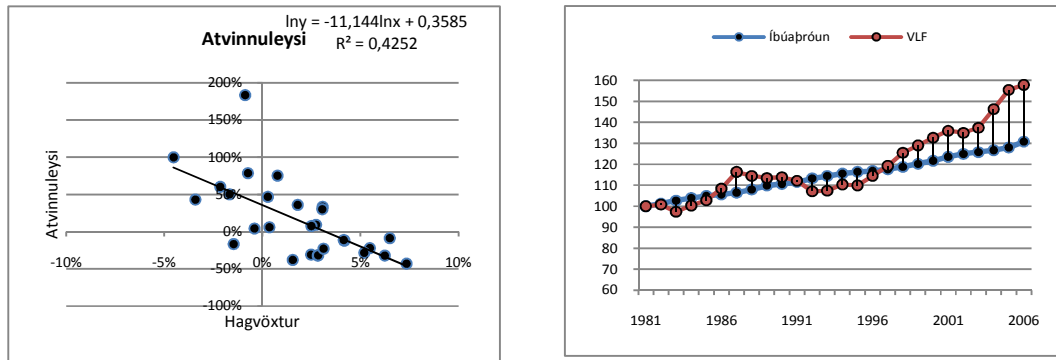 lny = -11,144lnx + 0,3585
Atvinnuleysi
R² = 0,4252
200%
150%
100%
50%
0%
-10% -5% 0% 5% 10%
-50%
-100%
Atvinnuleysi
Hagvöxtur
Íbúaþróun VLF
160
150
140
130
120
110
100
90
80
70
60
1981 1986 1991 1996 2001 2006